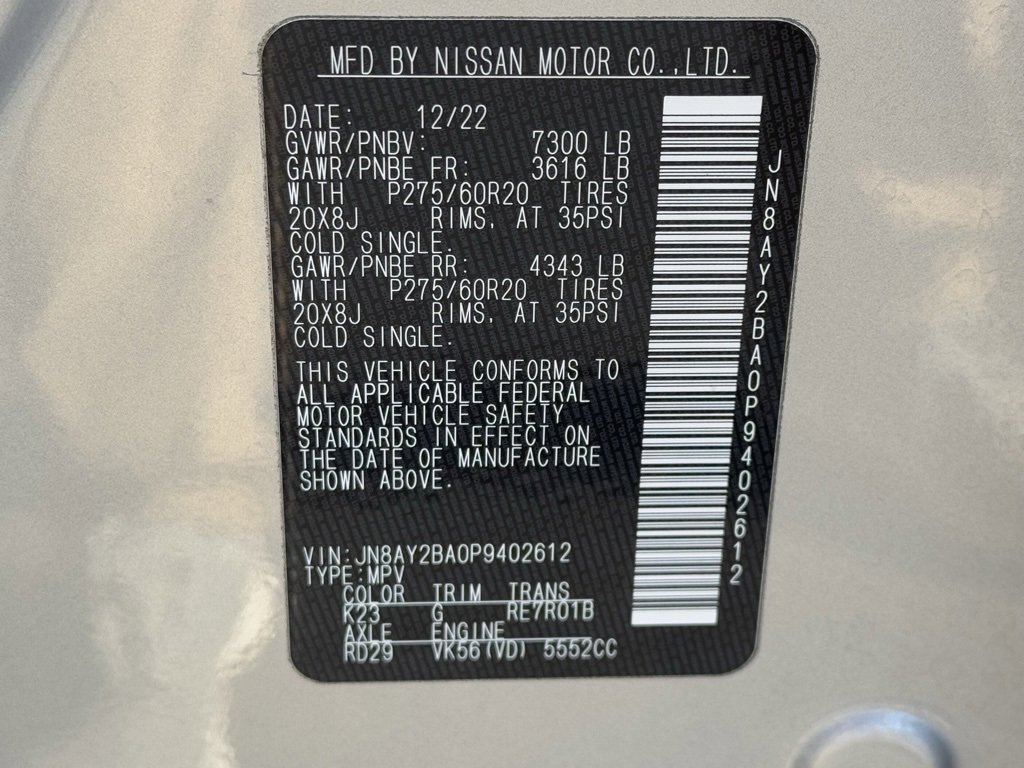 MFD BY NISSAN MOTOR CO.,LTD.
DATE: 12/22
GVWR/PNBV: 7300 LB
GAWR/PNBE FR: 3616 LB
WITH P275/60R20 TIRES
20X8J RIMS, AT 35PSI
COLD SINGLE.
GAWR/PNBE RR: 4343 LB
WITH P275/60R20 TIRES
20X8J RIMS, AT 35PSI
COLD SINGLE.
THIS VEHICLE CONFORMS TO
ALL APPLICABLE FEDERAL
MOTOR VEHICLE SAFETY
STANDARDS IN EFFECT ON
THE DATE OF MANUFACTURE
SHOWN ABOVE.
VIN:JN8AY2BA0P9402612
TYPE:MPV
COLOR TRIM TRANS
K23 G RE7R01B
AXLE ENGINE
RD29 VK56(VD) 5552CC
JN8AY2BA0P9402612